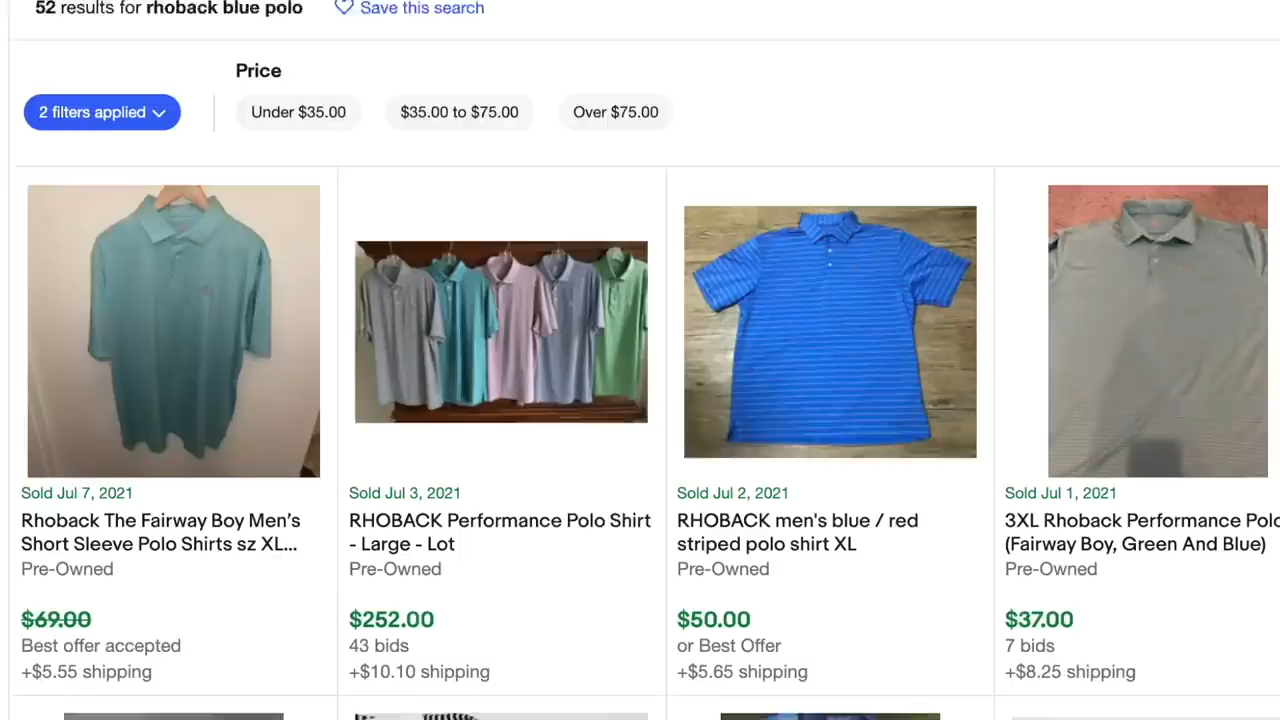 52 results for rhoback blue polo
Save this search
Price
2 filters applied
Under $35.00
$35.00 to $75.00
Over $75.00
Sold Jul 7, 2021
Rhoback The Fairway Boy Men's
Short Sleeve Polo Shirts sz XL...
Pre-Owned
$69.00
Best offer accepted
+$5.55 shipping
Sold Jul 3, 2021
RHOBACK Performance Polo Shirt
- Large - Lot
Pre-Owned
$252.00
43 bids
+$10.10 shipping
Sold Jul 2, 2021
RHOBACK men's blue / red
striped polo shirt XL
Pre-Owned
$50.00
or Best Offer
+$5.65 shipping
Sold Jul 1, 2021
3XL Rhoback Performance Polo
(Fairway Boy, Green And Blue)
Pre-Owned
$37.00
7 bids
+$8.25 shipping